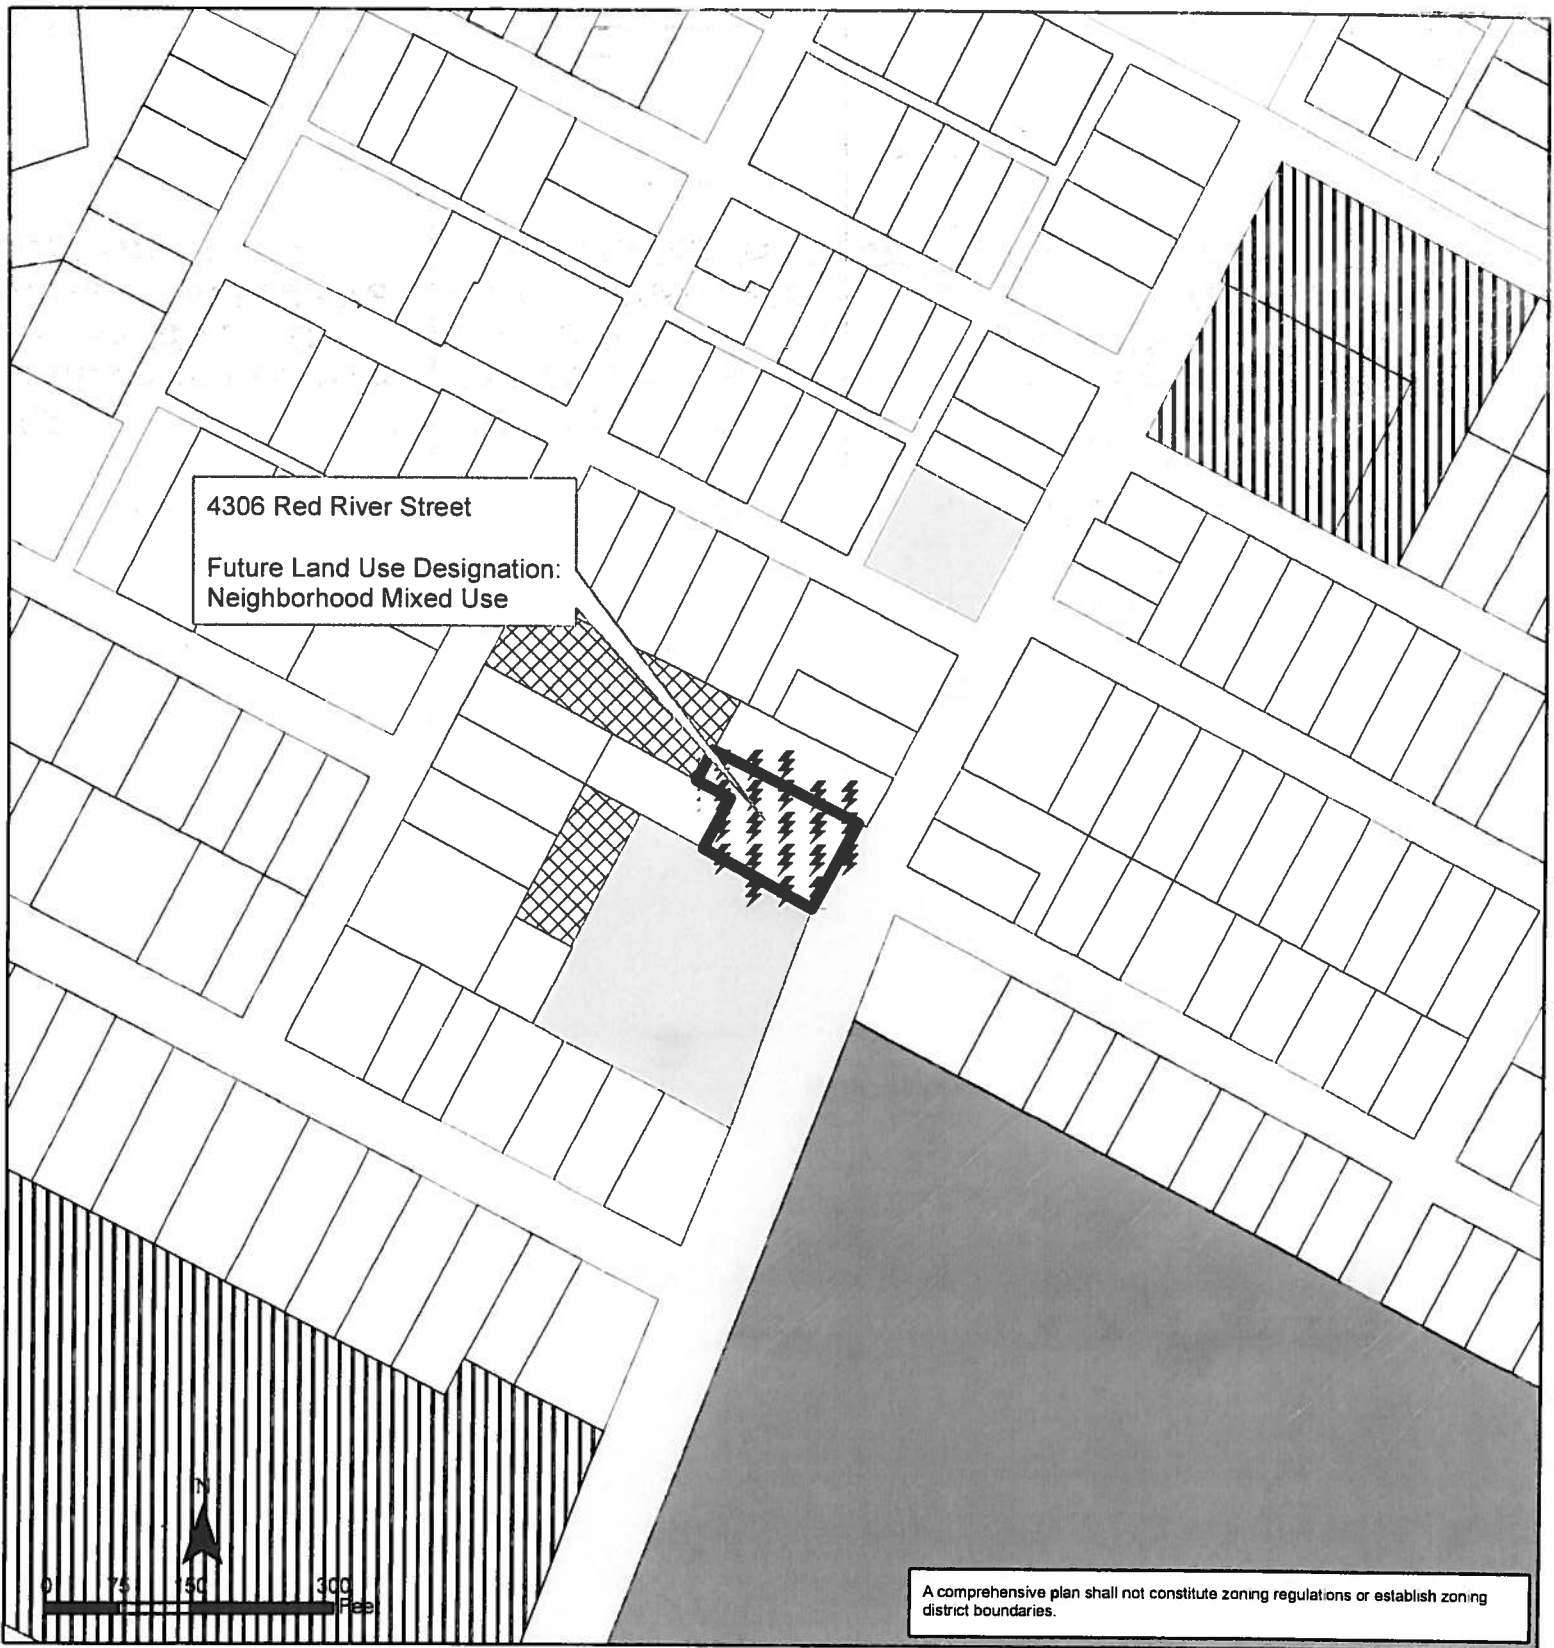 4306 Red River Street
Future Land Use Designation:
Neighborhood Mixed Use
N
0 75 150 300
Feet
A comprehensive plan shall not constitute zoning regulations or establish zoning
district boundaries.